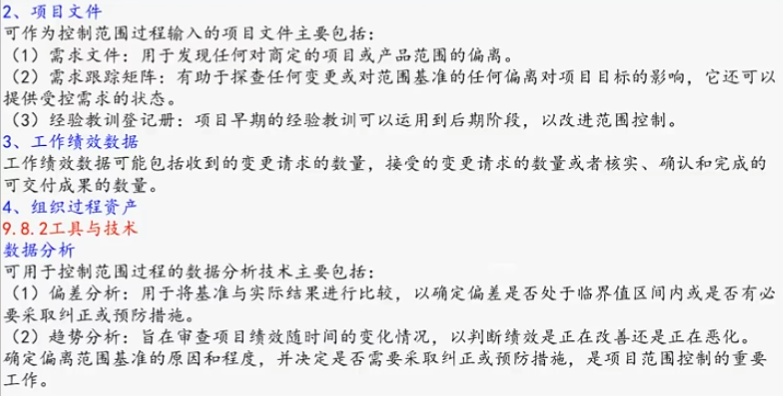 2、项目文件
可作为控制范围过程输入的项目文件主要包括：
（1）需求文件：用于发现任何对商定的项目或产品范围的偏离。
（2）需求跟踪矩阵：有助于探查任何变更或对范围基准的任何偏离对项目目标的影响，它还可以
提供受控需求的状态。
（3）经验教训登记册：项目早期的经验教训可以运用到后期阶段，以改进范围控制。
3、工作绩效数据
工作绩效数据可能包括收到的变更请求的数量，接受的变更请求的数量或者核实、确认和完成的
可交付成果的数量。
4、组织过程资产
9.8.2工具与技术
数据分析
可用于控制范围过程的数据分析技术主要包括：
（1）偏差分析：用于将基准与实际结果进行比较，以确定偏差是否处于临界值区间内或是否有必
要采取纠正或预防措施。
（2）趋势分析：旨在审查项目绩效随时间的变化情况，以判断绩效是正在改善还是正在恶化。
确定偏离范围基准的原因和程度，并决定是否需要采取纠正或预防措施，是项目范围控制的重要
工作。